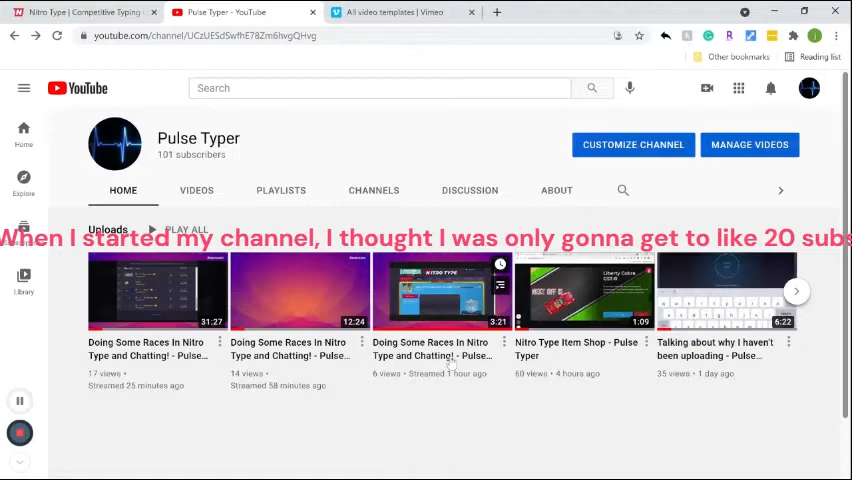 Nitro Type | Competitive Typing
Pulse Typer - YouTube
All video templates | Vimeo
youtube.com/channel/UCzUESdSwfhE78Zm6hvgQHvg
Other bookmarks
Reading list
YouTube
Search
Home
Explore
Library
Pulse Typer
101 subscribers
CUSTOMIZE CHANNEL
MANAGE VIDEOS
HOME
VIDEOS
PLAYLISTS
CHANNELS
DISCUSSION
ABOUT
Uploads
PLAY ALL
When I started my channel, I thought I was only gonna get to like 20 subs
31:27
12:24
NITRO TYPE
3:21
Liberty Cobra
1:09
6:22
Doing Some Races In Nitro
Type and Chatting! - Pulse...
17 views •
Streamed 25 minutes ago
Doing Some Races In Nitro
Type and Chatting! - Pulse...
14 views •
Streamed 58 minutes ago
Doing Some Races In Nitro
Type and Chatting! - Pulse...
6 views • Streamed 1 hour ago
Nitro Type Item Shop - Pulse
Typer
60 views • 4 hours ago
Talking about why I haven't
been uploading - Pulse...
35 views • 1 day ago